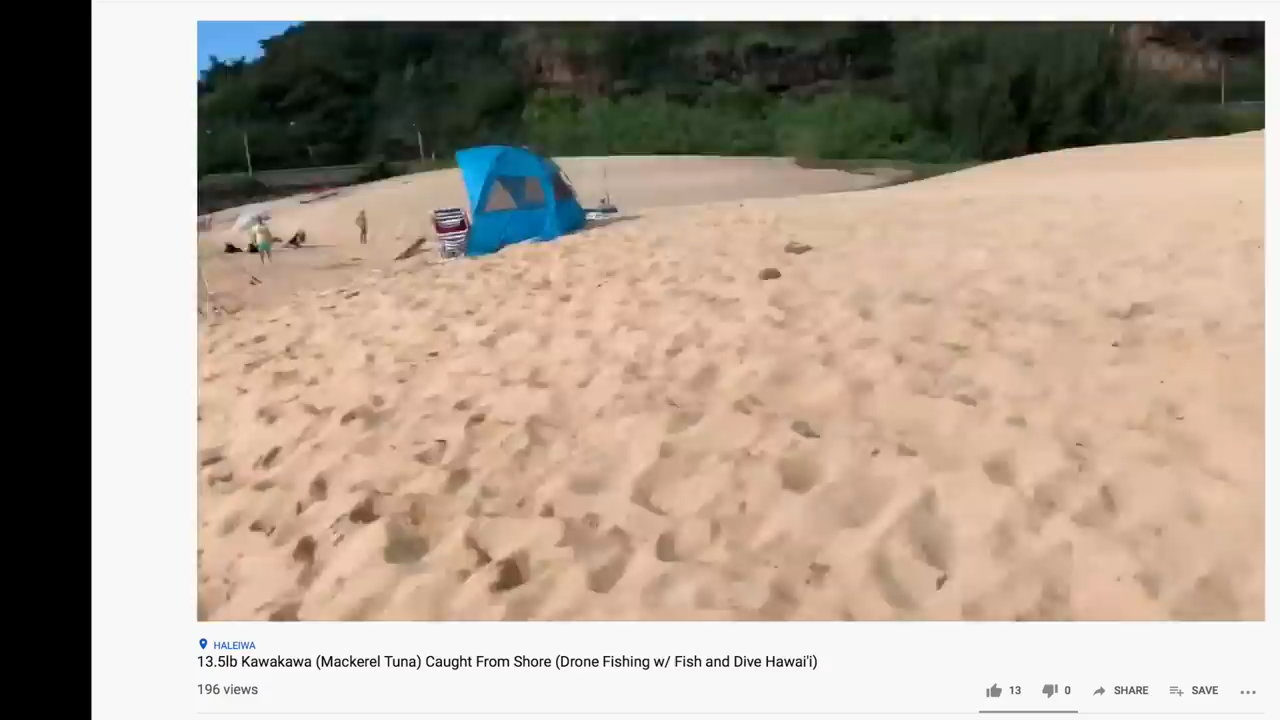 HALEIWA
13.5lb Kawakawa (Mackerel Tuna) Caught From Shore (Drone Fishing w/ Fish and Dive Hawai'i)
196 views
13 0 SHARE SAVE